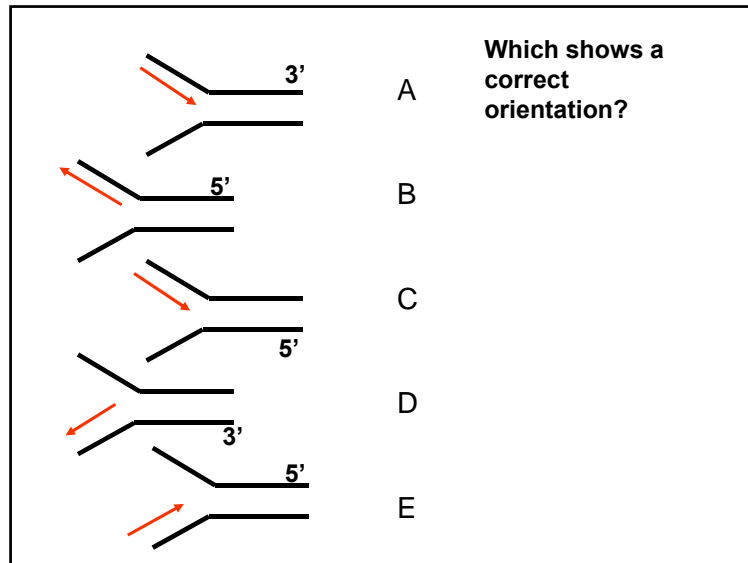 Which shows a
correct
orientation?
3’
A
5’
B
C
5’
D
3’
5’
E